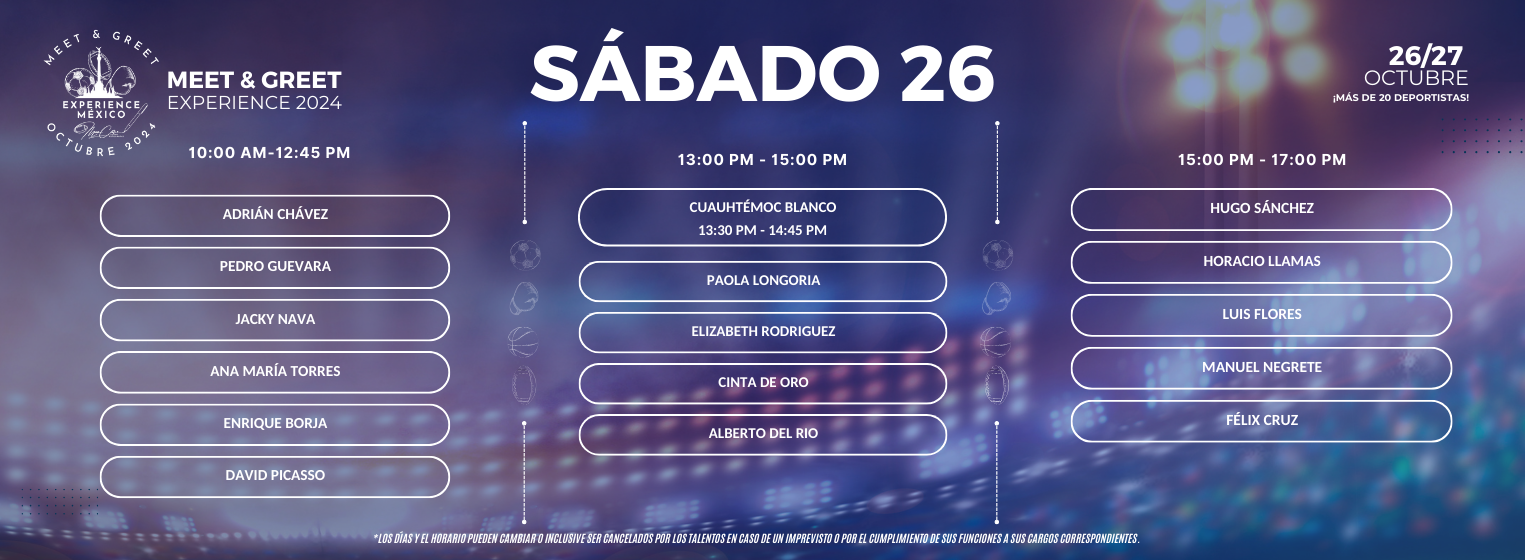 MEET & GREET
EXPERIENCE
MÉXICO
OCTUBRE 2024
MEET & GREET
EXPERIENCE 2024
SÁBADO 26
26/27
OCTUBRE
¡MÁS DE 20 DEPORTISTAS!
10:00 AM-12:45 PM
ADRIÁN CHÁVEZ
PEDRO GUEVARA
JACKY NAVA
ANA MARÍA TORRES
ENRIQUE BORJA
DAVID PICASSO
13:00 PM - 15:00 PM
CUAUHTÉMOC BLANCO
13:30 PM - 14:45 PM
PAOLA LONGORIA
ELIZABETH RODRIGUEZ
CINTA DE ORO
ALBERTO DEL RIO
15:00 PM - 17:00 PM
HUGO SÁNCHEZ
HORACIO LLAMAS
LUIS FLORES
MANUEL NEGRETE
FÉLIX CRUZ
*LOS DÍAS Y EL HORARIO PUEDEN CAMBIAR O INCLUSIVE SER CANCELADOS POR LOS TALENTOS EN CASO DE UN IMPREVISTO O POR EL CUMPLIMIENTO DE SUS FUNCIONES A SUS CARGOS CORRESPONDIENTES.